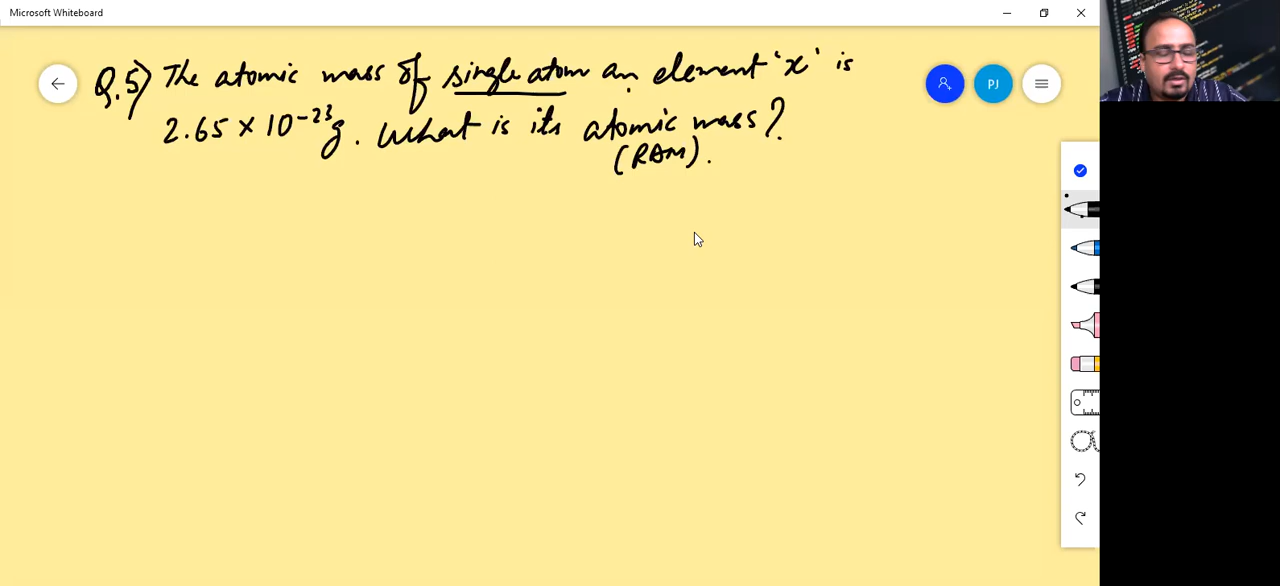 Microsoft Whiteboard
Q.5) The atomic mass of single atom an element 'x' is
2.65 × 10⁻²³g. What is its atomic mass?
(RAM).
PJ